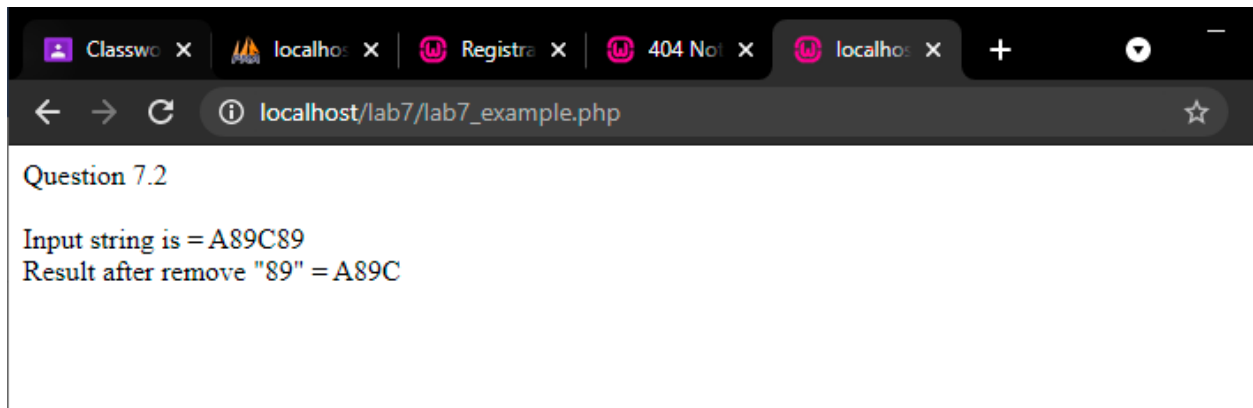 Classwo
localhos
Registra
404 Not
localhos
localhost/lab7/lab7_example.php
Question 7.2
Input string is = A89C89
Result after remove "89" = A89C